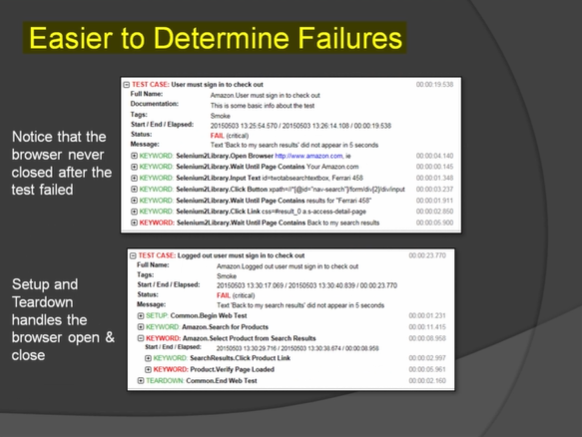 Easier to Determine Failures
Notice that the
browser never
closed after the
test failed
TEST CASE: User must sign in to check out 00:00:19.538
Full Name: Amazon.User must sign in to check out
Documentation: This is some basic info about the test
Tags: Smoke
Start / End / Elapsed: 20150503 13:25:54.570 / 20150503 13:26:14.108 / 00:00:19.538
Status: FAIL (critical)
Message: Text 'Back to my search results' did not appear in 5 seconds
KEYWORD: Selenium2Library.Open Browser http://www.amazon.com, ie 00:00:04.140
KEYWORD: Selenium2Library.Wait Until Page Contains Your Amazon.com 00:00:00.145
KEYWORD: Selenium2Library.Input Text id=twotabsearchtextbox, Ferrari 458 00:00:01.348
KEYWORD: Selenium2Library.Click Button xpath=//*[@id="nav-search"]/form/div[2]/div/input 00:00:03.237
KEYWORD: Selenium2Library.Wait Until Page Contains results for "Ferrari 458" 00:00:01.911
KEYWORD: Selenium2Library.Click Link css=#result_0 a.s-access-detail-page 00:00:02.850
KEYWORD: Selenium2Library.Wait Until Page Contains Back to my search results 00:00:05.900
Setup and
Teardown
handles the
browser open &
close
TEST CASE: Logged out user must sign in to check out 00:00:23.770
Full Name: Amazon.Logged out user must sign in to check out
Tags: Smoke
Start / End / Elapsed: 20150503 13:30:17.069 / 20150503 13:30:40.839 / 00:00:23.770
Status: FAIL (critical)
Message: Text 'Back to my search results' did not appear in 5 seconds
SETUP: Common.Begin Web Test 00:00:01.231
KEYWORD: Amazon.Search for Products 00:00:11.415
KEYWORD: Amazon.Select Product from Search Results 00:00:08.958
Start / End / Elapsed: 20150503 13:30:29.716 / 20150503 13:30:38.674 / 00:00:08.958
KEYWORD: SearchResults.Click Product Link 00:00:02.997
KEYWORD: Product.Verify Page Loaded 00:00:05.961
TEARDOWN: Common.End Web Test 00:00:02.160